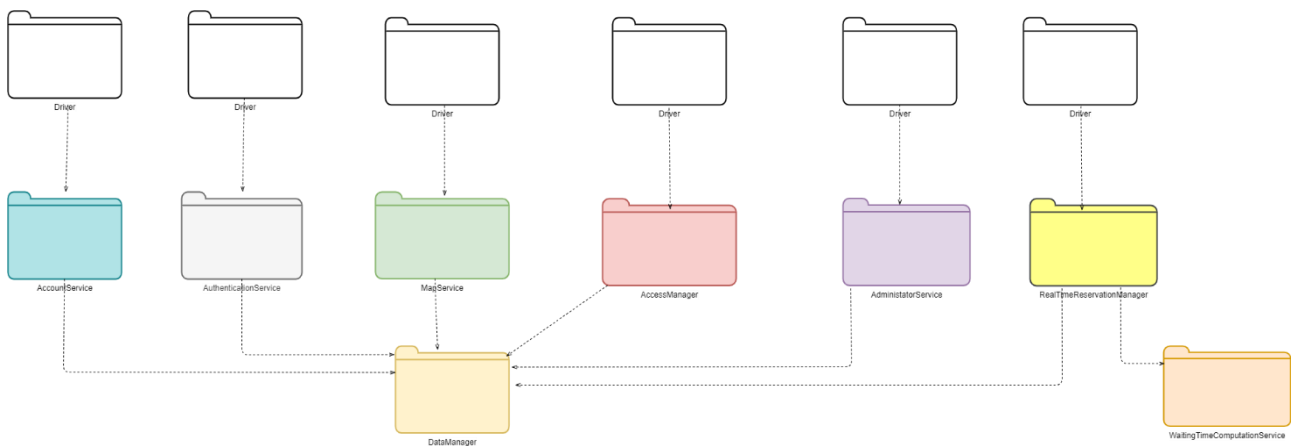 Driver
Driver
Driver
Driver
Driver
Driver
AccountService
AuthenticationService
MapService
AccessManager
AdministatorService
RealTimeReservationManager
DataManager
WaitingTimeComputationService